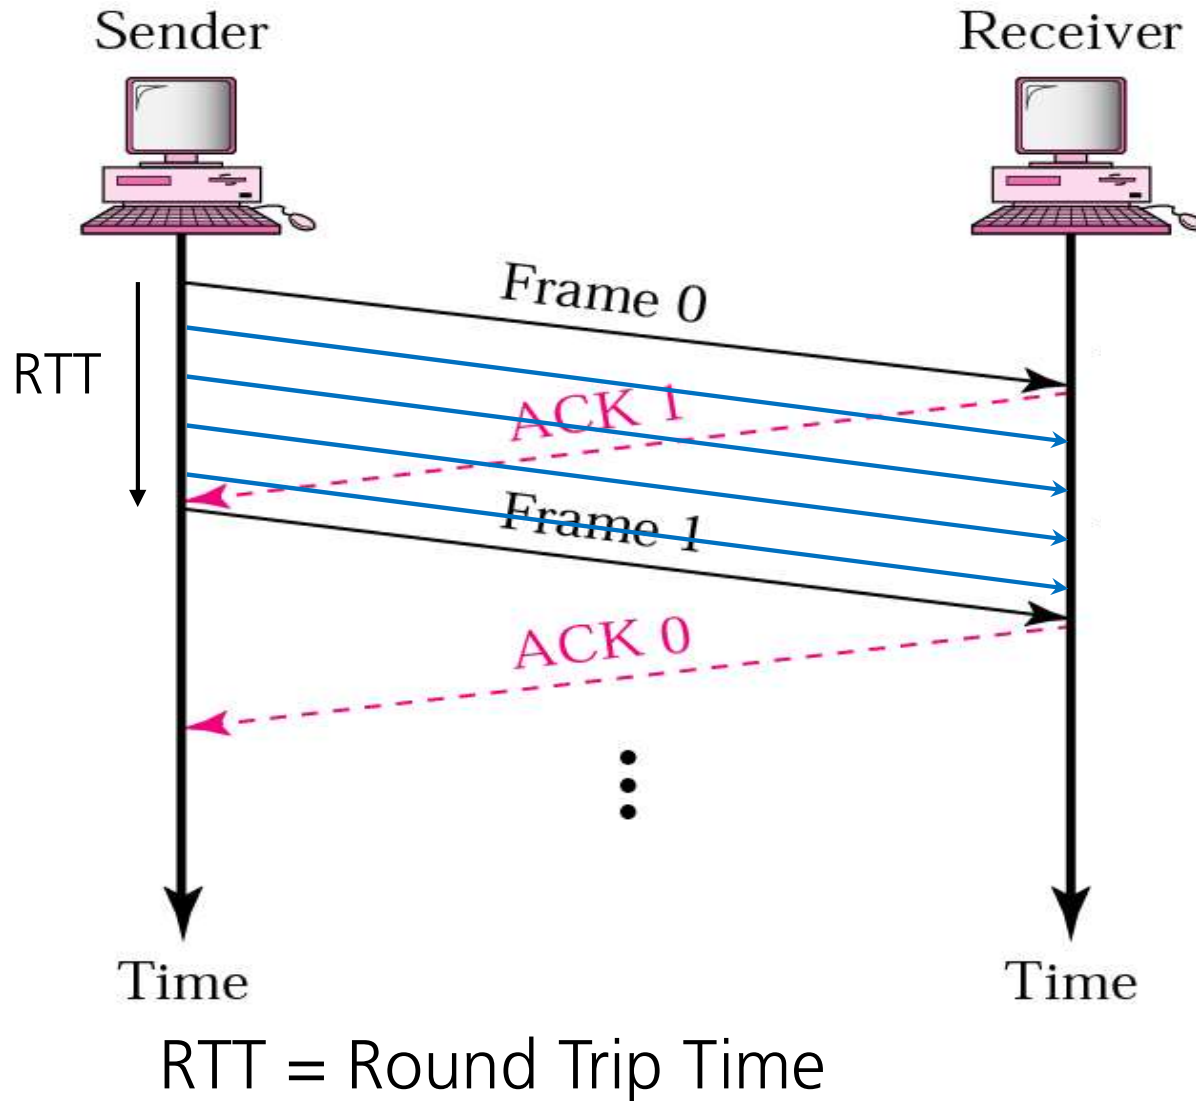 Sender
Receiver
Frame 0
RTT
ACK 1
Frame 1
ACK 0
Time
Time
RTT = Round Trip Time